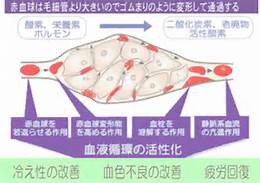 赤血球は毛細管より大きいのでゴムまりのように変形して通過する
酸素、栄養素
ホルモン
二酸化炭素、老廃物
活性酸素
赤血球を
若返らせる作用
赤血球変形能
を高める作用
血栓を
溶解する作用
静脈系血流
の亢進作用
血液循環の活性化
冷え性の改善 血色不良の改善 疲労回復